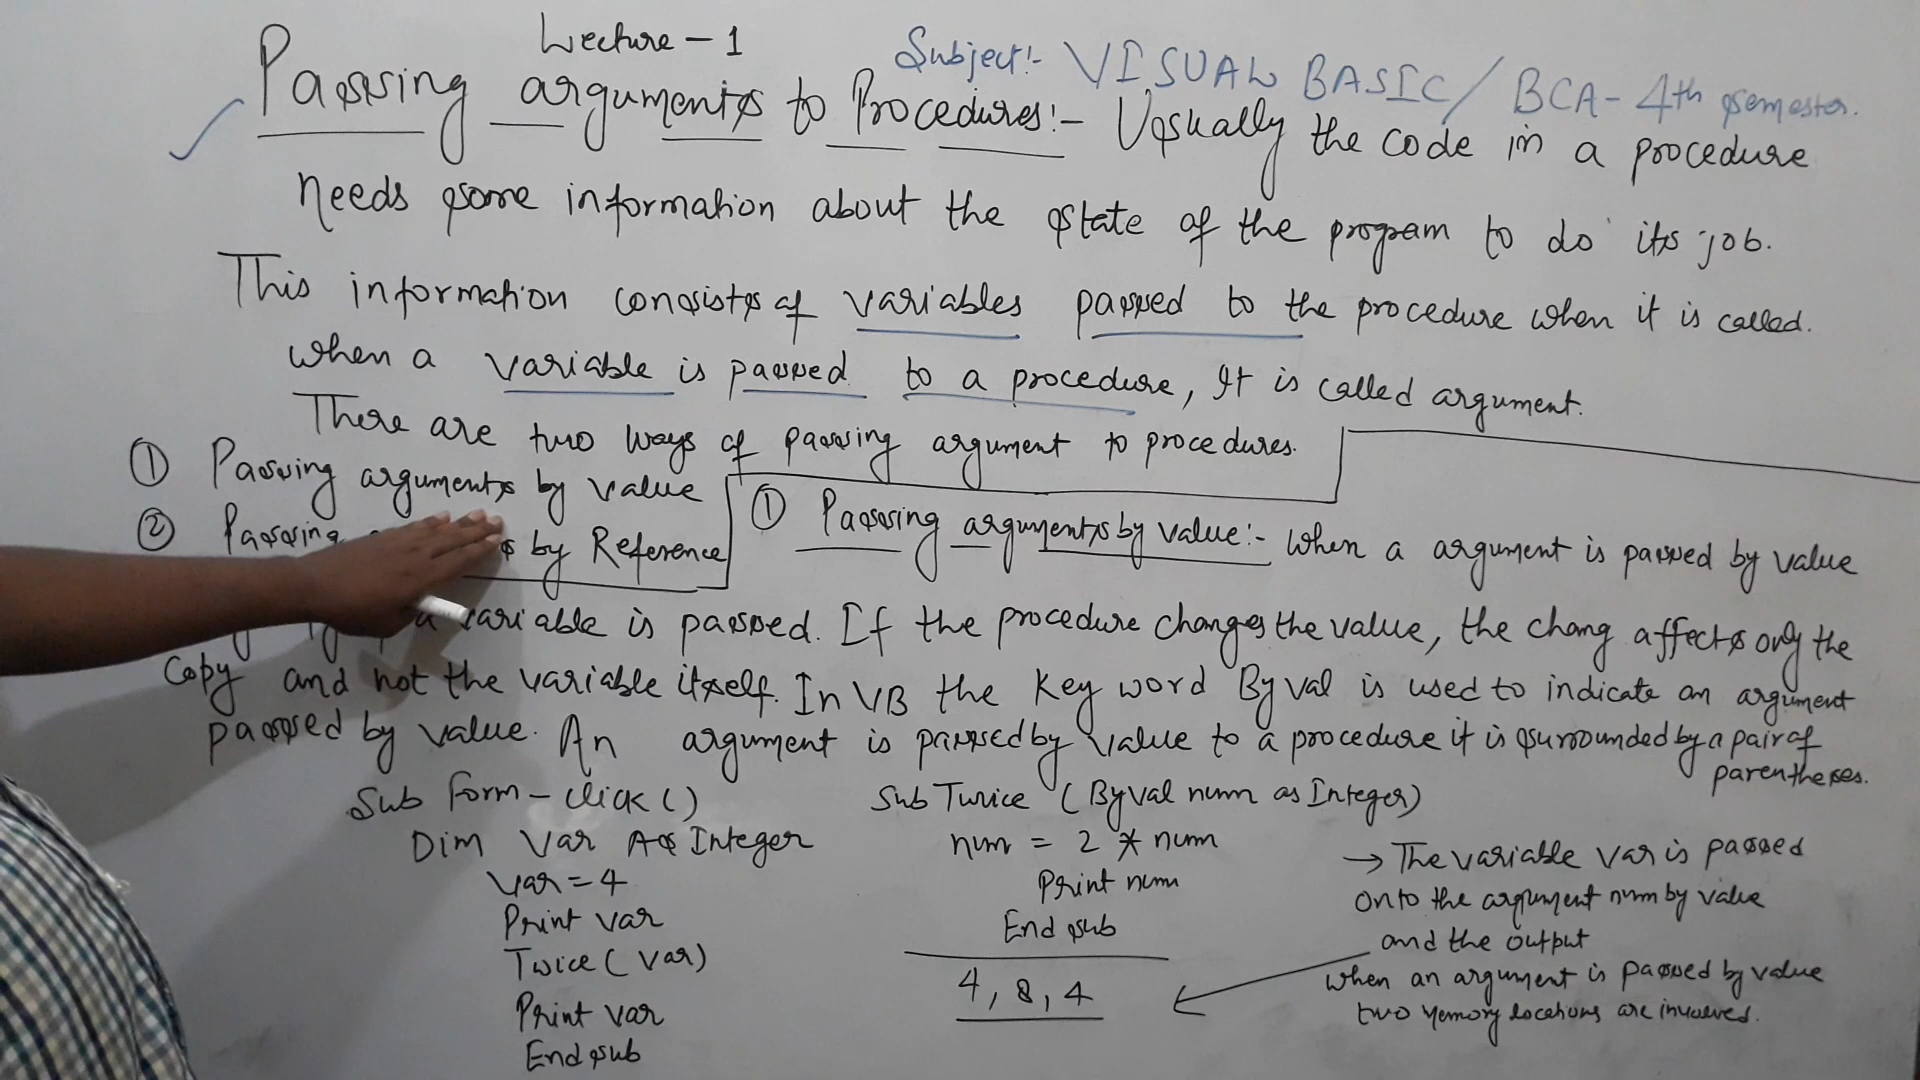 Lecture - 1
Subject:- VISUAL BASIC / BCA - 4th semester.
Passing arguments to Procedures:- Usually the code in a procedure
needs some information about the state of the program to do its job.
This information consists of variables passed to the procedure when it is called.
when a variable is passed to a procedure, It is called argument.
There are two ways of passing argument to procedures.
① Passing arguments by value
② Passing by Reference
① Passing arguments by value:- When a argument is passed by value
variable is passed. If the procedure changes the value, the chang affects only the
copy and not the variable itself. In VB the key word By val is used to indicate an argument
passed by value. An argument is passed by value to a procedure it is surrounded by a pair of
parentheses.
Sub Form - click ()
Dim Var As Integer
Var = 4
Print var
Twice ( var)
Print var
End sub
Sub Twice ( ByVal num as Integer)
num = 2 * num
Print num
End sub
4, 8, 4
→ The variable var is passed
onto the argument num by value
and the output
when an argument is passed by value
two memory locations are involved.